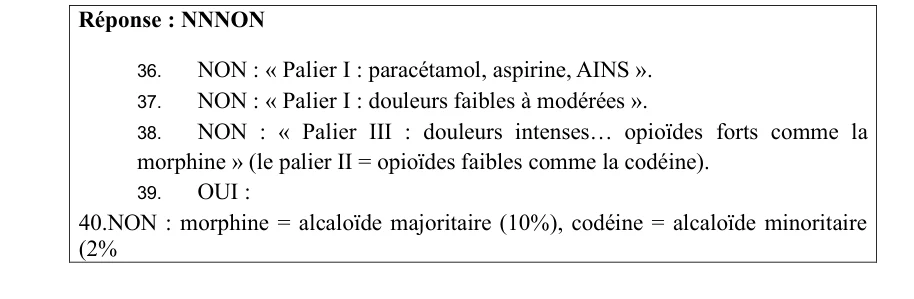 Réponse : NNNON
36. NON : « Palier I : paracétamol, aspirine, AINS ».
37. NON : « Palier I : douleurs faibles à modérées ».
38. NON : « Palier III : douleurs intenses… opioïdes forts comme la
morphine » (le palier II = opioïdes faibles comme la codéine).
39. OUI :
40.NON : morphine = alcaloïde majoritaire (10%), codéine = alcaloïde minoritaire
(2%